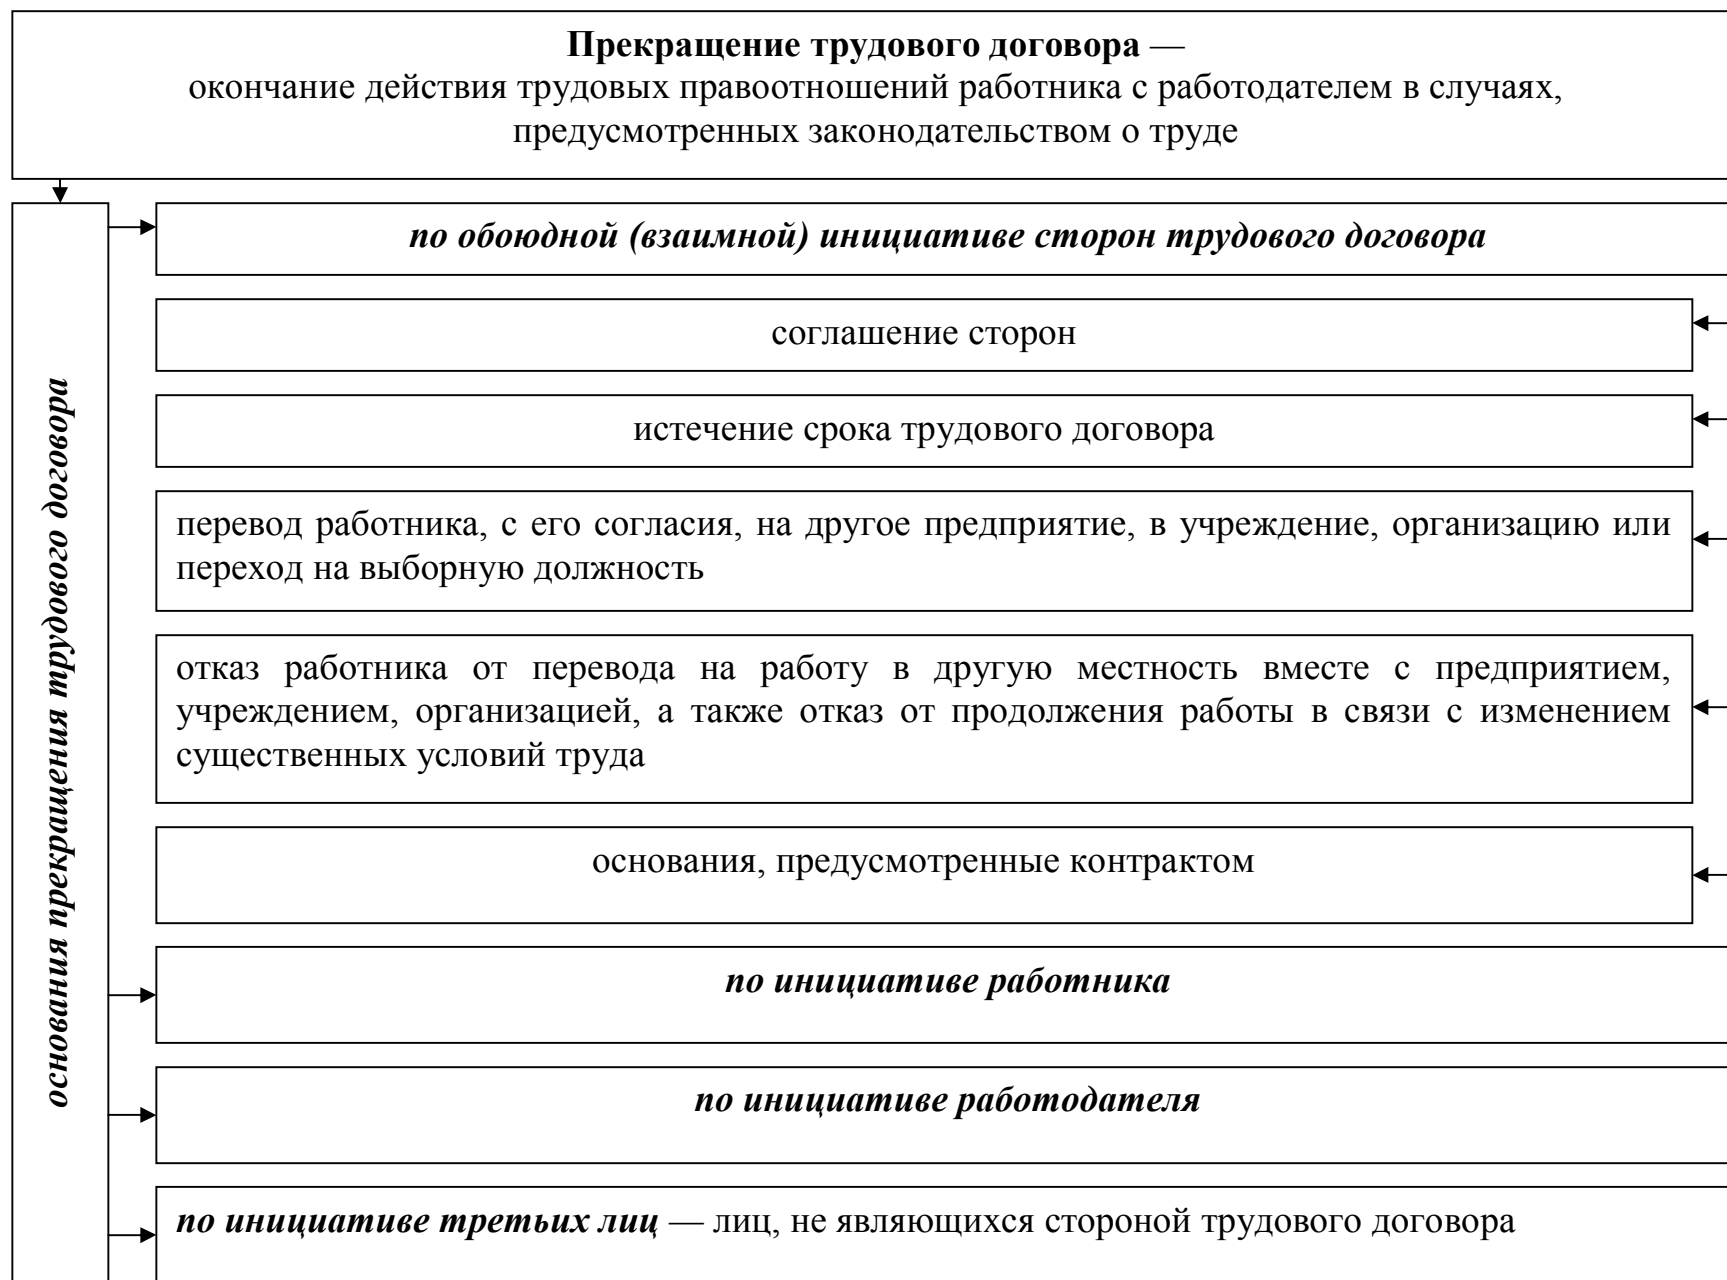 Прекращение трудового договора —
окончание действия трудовых правоотношений работника с работодателем в случаях,
предусмотренных законодательством о труде
основания прекращения трудового договора
по обоюдной (взаимной) инициативе сторон трудового договора
соглашение сторон
истечение срока трудового договора
перевод работника, с его согласия, на другое предприятие, в учреждение, организацию или
переход на выборную должность
отказ работника от перевода на работу в другую местность вместе с предприятием,
учреждением, организацией, а также отказ от продолжения работы в связи с изменением
существенных условий труда
основания, предусмотренные контрактом
по инициативе работника
по инициативе работодателя
по инициативе третьих лиц — лиц, не являющихся стороной трудового договора